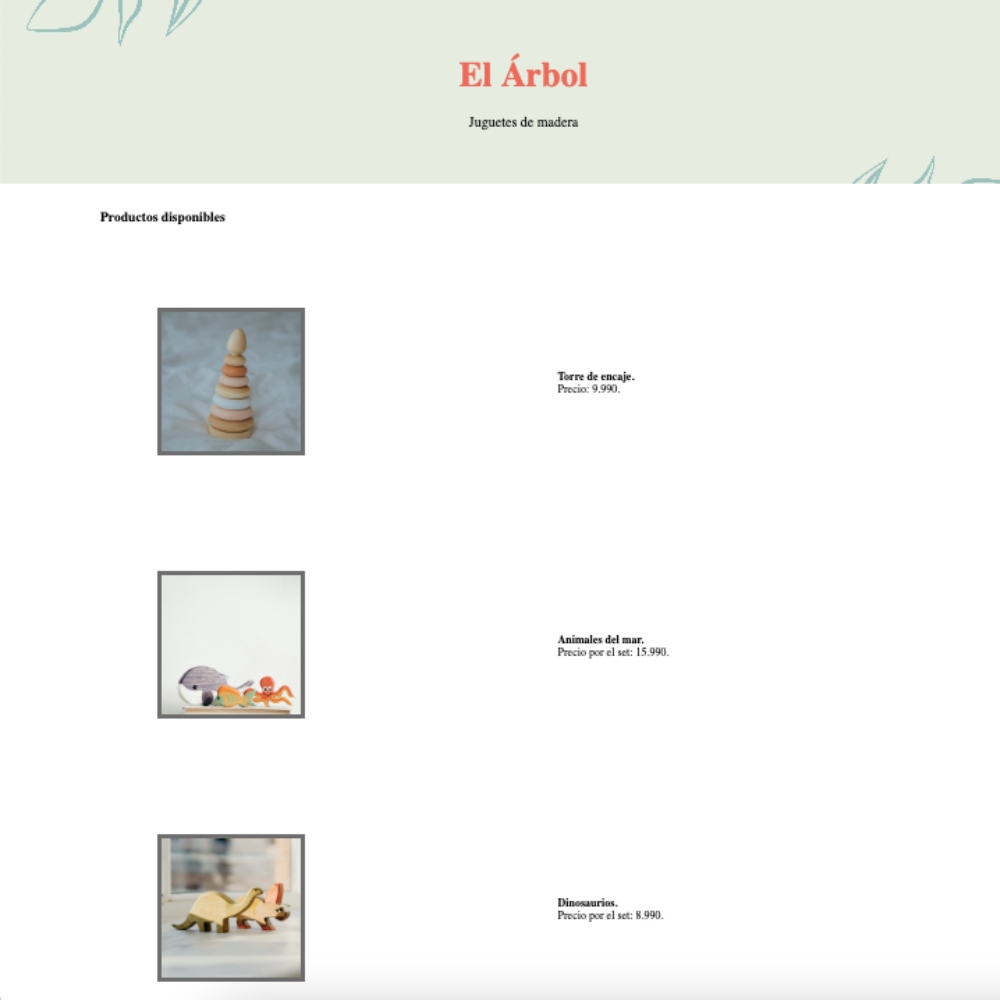 El Árbol
Juguetes de madera
Productos disponibles
Torre de encaje.
Precio: 9.990.
Animales del mar.
Precio por el set: 15.990.
Dinosaurios.
Precio por el set: 8.990.